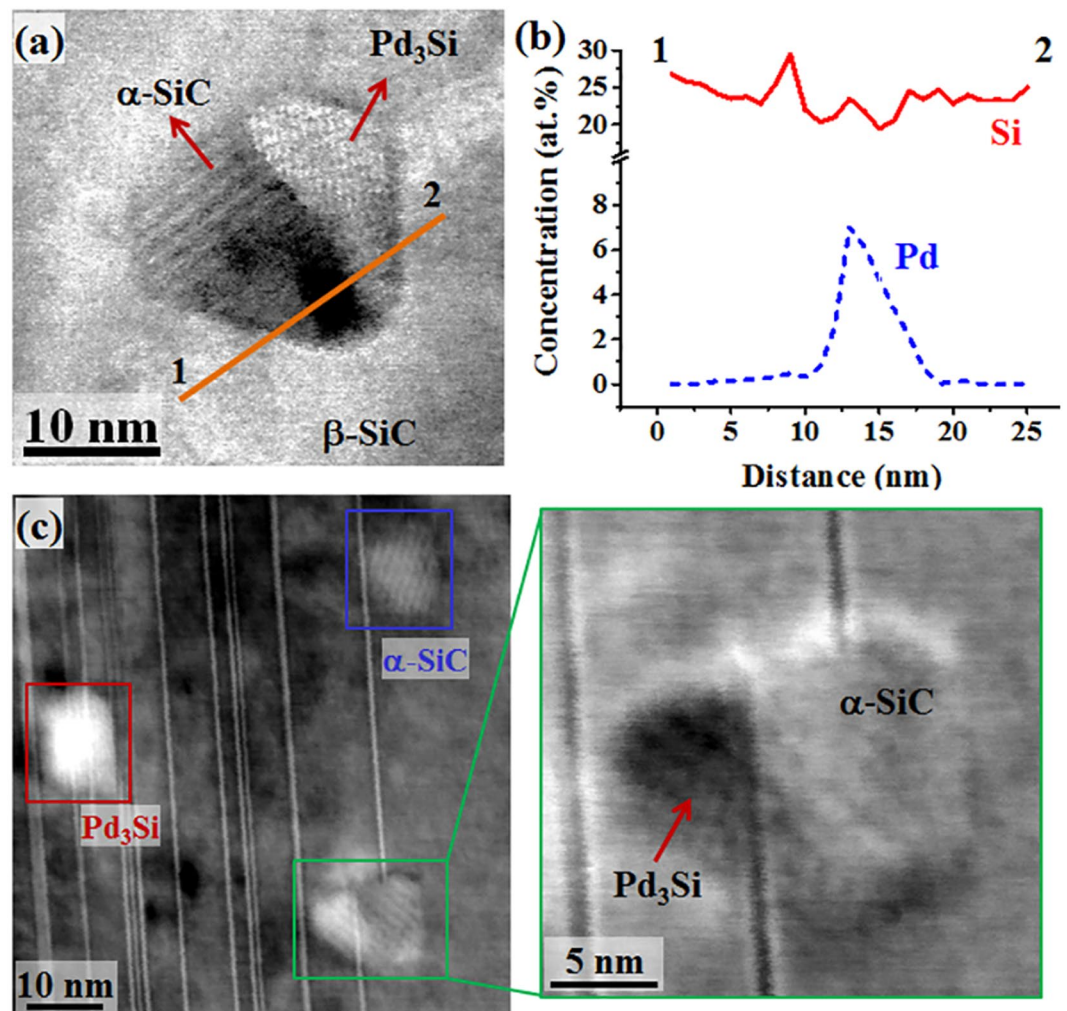 (a)
Pd₃Si
α-SiC
2
1
10 nm
β-SiC
(b)
1
2
30
25
20
8
6
4
2
0
Si
Pd
Concentration (at.%)
0 5 10 15 20 25
Distance (nm)
(c)
α-SiC
Pd₃Si
10 nm
α-SiC
Pd₃Si
5 nm